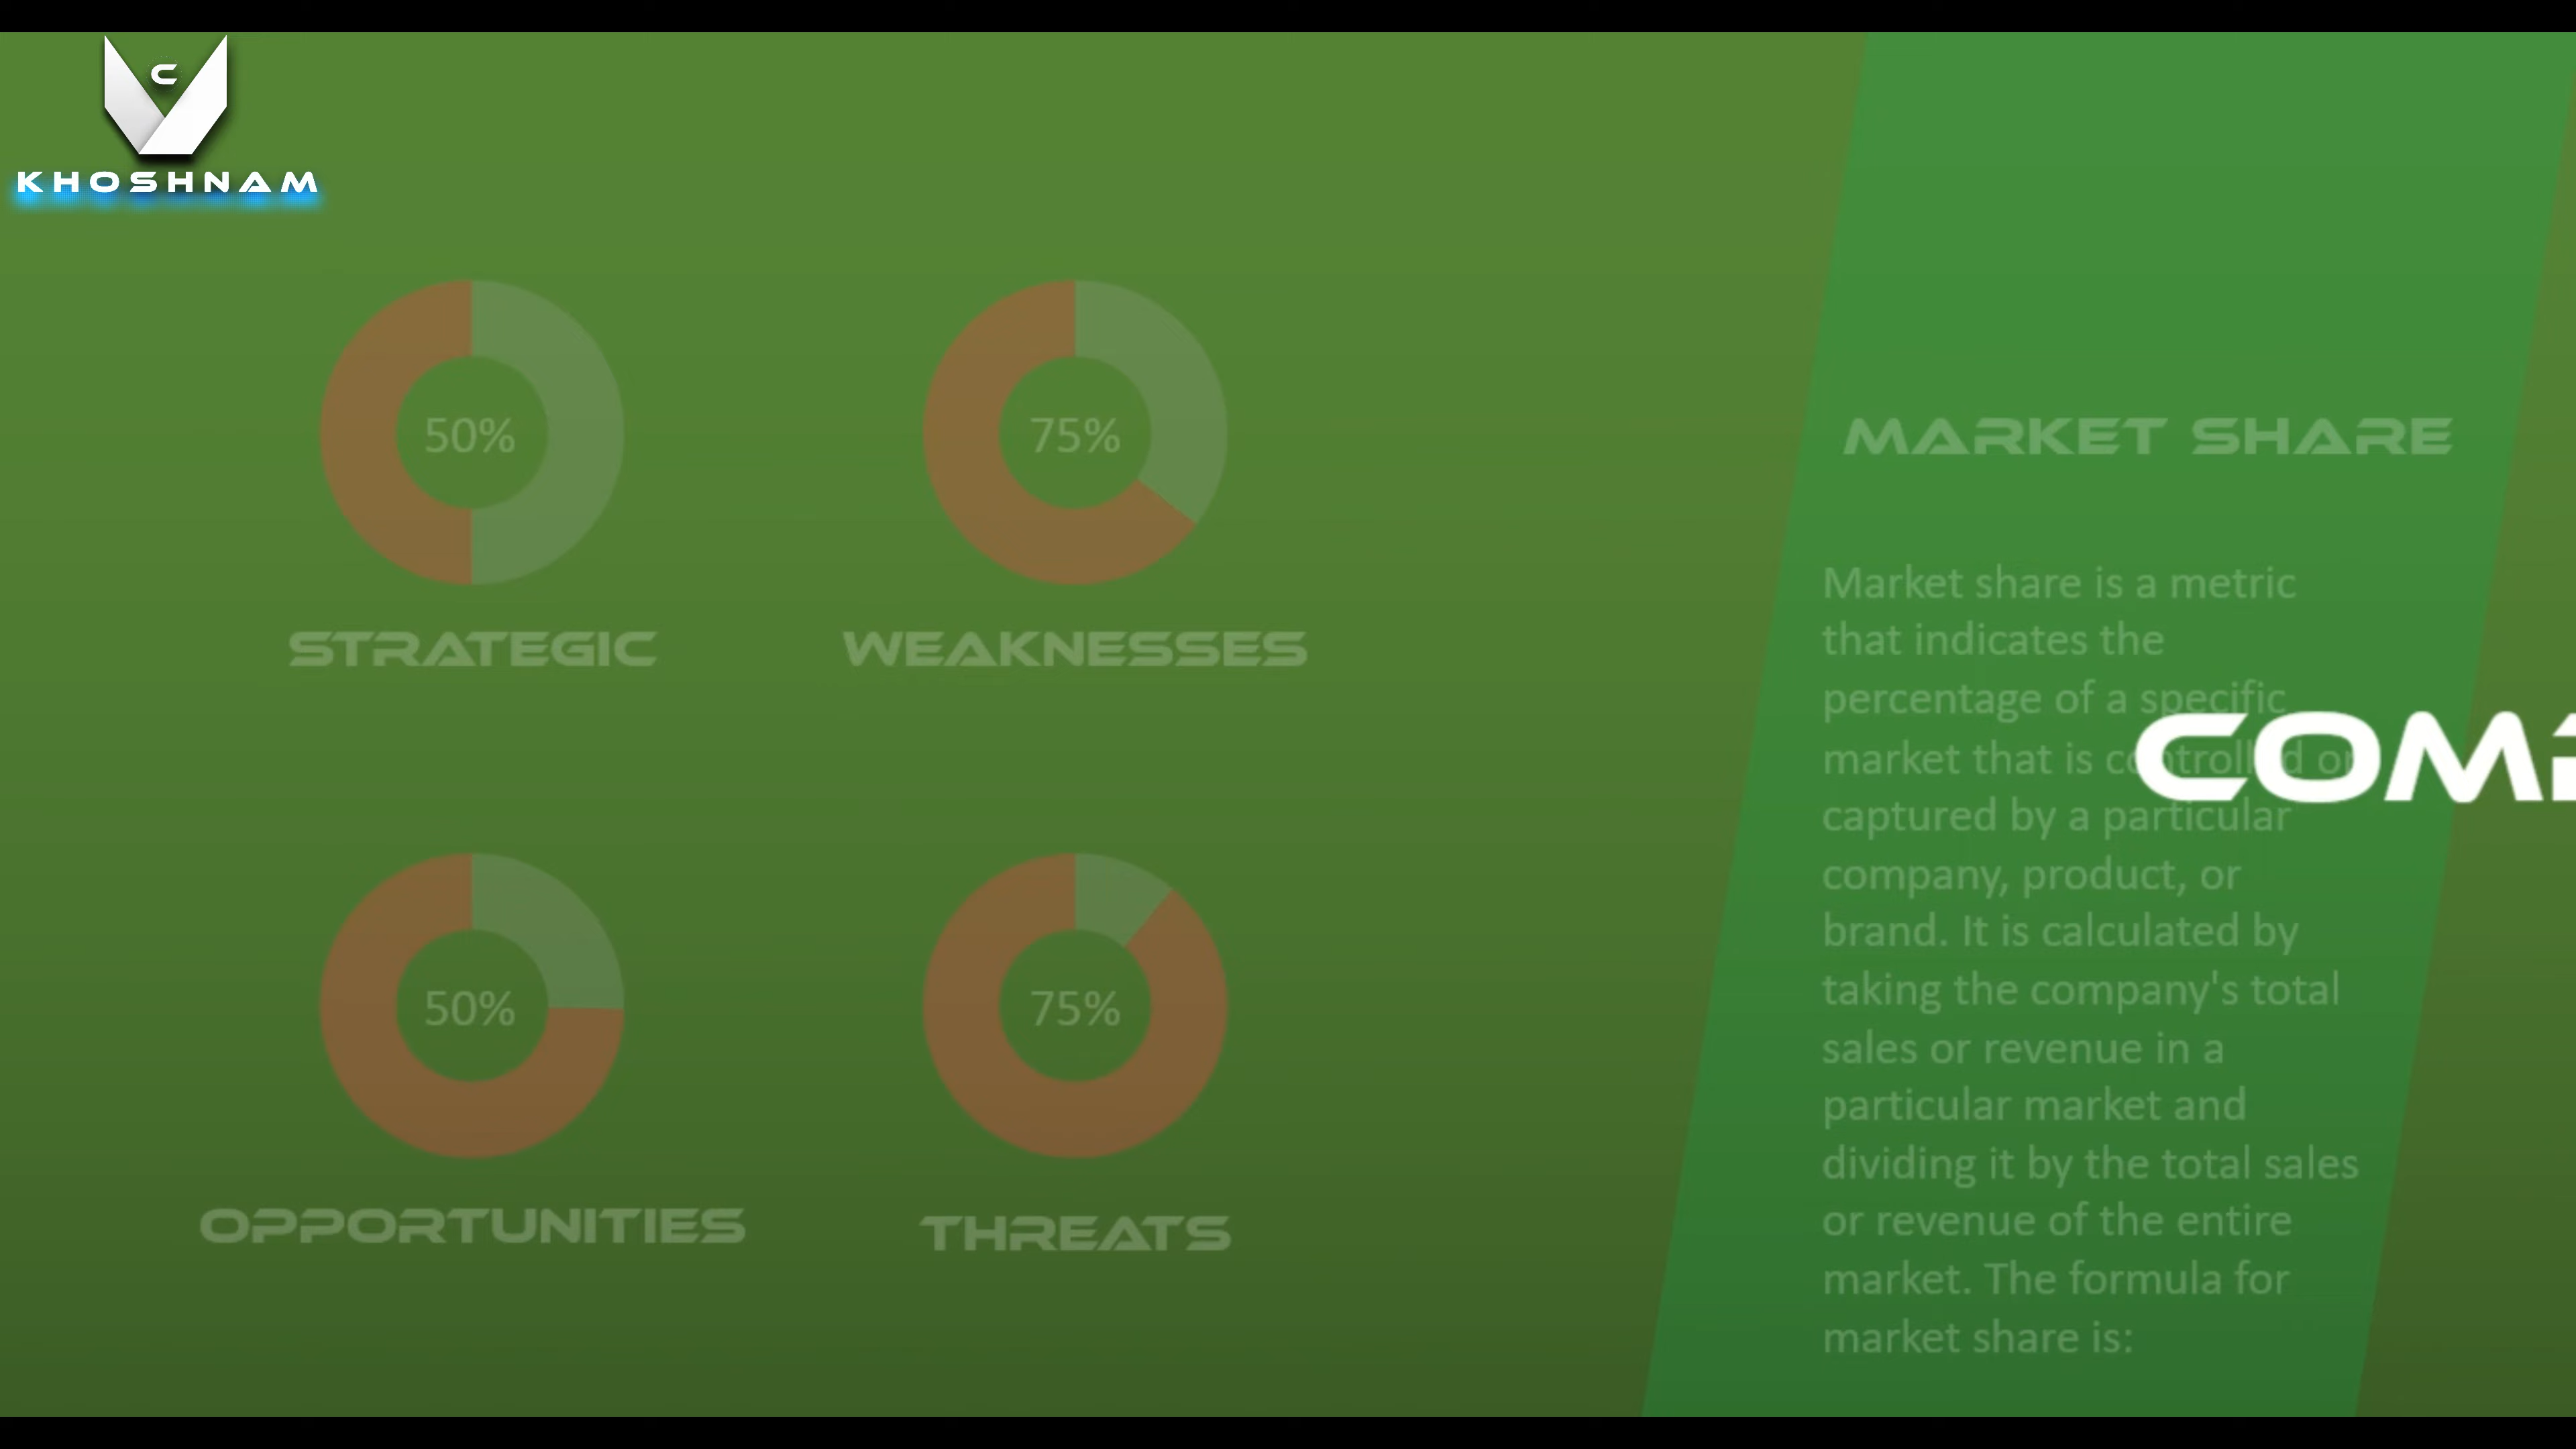 C
KHOSHNAM
50%
75%
STRATEGIC
WEAKNESSES
50%
75%
OPPORTUNITIES
THREATS
MARKET SHARE
Market share is a metric
that indicates the
percentage of a specific
market that is controlled or
captured by a particular
company, product, or
brand. It is calculated by
taking the company's total
sales or revenue in a
particular market and
dividing it by the total sales
or revenue of the entire
market. The formula for
market share is: